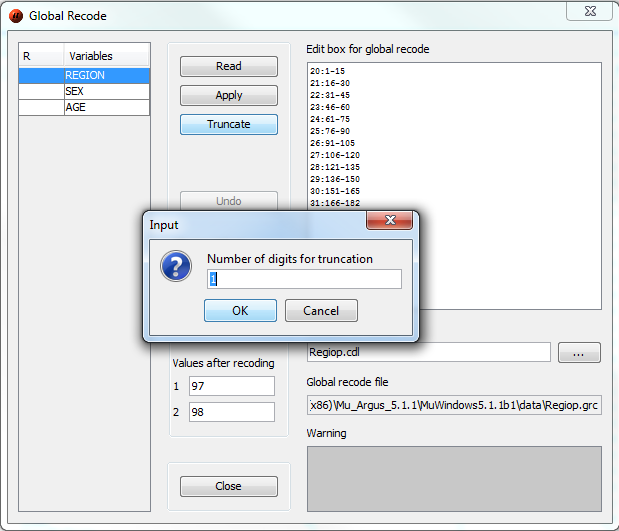 Global Recode
R Variables
REGION
SEX
AGE
Read
Apply
Truncate
Undo
Edit box for global recode
20:1-15
21:16-30
22:31-45
23:46-60
24:61-75
25:76-90
26:91-105
27:106-120
28:121-135
29:136-150
30:151-165
31:166-182
Input
Number of digits for truncation
1
OK Cancel
Regiop.cdl ...
Values after recoding
1 97
2 98
Global recode file
x86)\Mu_Argus_5.1.1\MuWindows5.1.1b1\data\Regiop.grc
Warning
Close